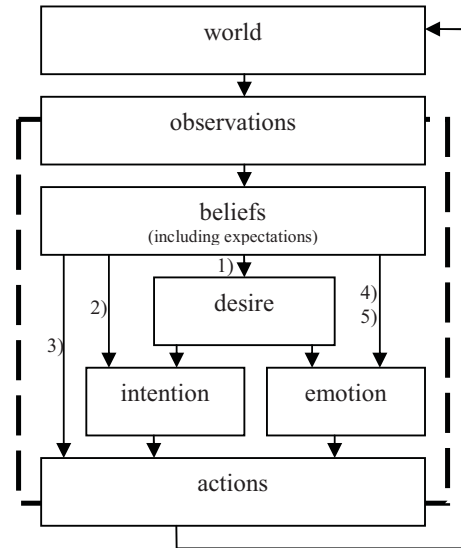 world
observations
beliefs
(including expectations)
1)
desire
2)
4)
5)
3)
intention
emotion
actions